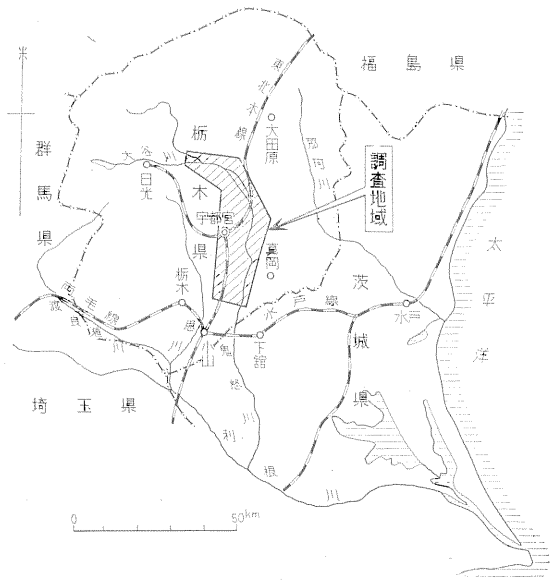 福島県
東北本線
大田原
那珂川
栃木県
群馬県
大谷川
日光
調査地域
宇都宮
真岡
太平洋
茨城県
栃木
両毛線
渡良瀬川
思川
小山
水戸線
水戸
下館
鬼怒川
利根川
埼玉県
0
50km